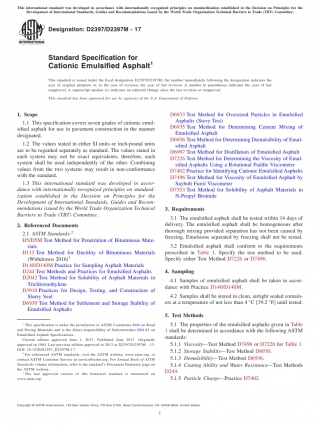 This international standard was developed in accordance with internationally recognized principles on standardization established in the Decision on Principles for the
Development of International Standards, Guides and Recommendations issued by the World Trade Organization Technical Barriers to Trade (TBT) Committee.
Designation: D2397/D2397M − 17
INTERNATIONAL
Standard Specification for
Cationic Emulsified Asphalt1
This standard is issued under the fixed designation D2397/D2397M; the number immediately following the designation indicates the
year of original adoption or, in the case of revision, the year of last revision. A number in parentheses indicates the year of last
reapproval. A superscript epsilon (ε) indicates an editorial change since the last revision or reapproval.
This standard has been approved for use by agencies of the U.S. Department of Defense.
1. Scope
1.1 This specification covers seven grades of cationic emul-
sified asphalt for use in pavement construction in the manner
designated.
1.2 The values stated in either SI units or inch-pound units
are to be regarded separately as standard. The values stated in
each system may not be exact equivalents; therefore, each
system shall be used independently of the other. Combining
values from the two systems may result in non-conformance
with the standard.
1.3 This international standard was developed in accor-
dance with internationally recognized principles on standard-
ization established in the Decision on Principles for the
Development of International Standards, Guides and Recom-
mendations issued by the World Trade Organization Technical
Barriers to Trade (TBT) Committee.
2. Referenced Documents
2.1 ASTM Standards:2
D5/D5M Test Method for Penetration of Bituminous Mate-
rials
D113 Test Method for Ductility of Bituminous Materials
D140/D140M Practice for Sampling Asphalt Materials
D244 Test Methods and Practices for Emulsified Asphalts
D2042 Test Method for Solubility of Asphalt Materials in
Trichloroethylene
D3910 Practices for Design, Testing, and Construction of
Slurry Seal
D6930 Test Method for Settlement and Storage Stability of
Emulsified Asphalts
1 This specification is under the jurisdiction of ASTM Committee D04 on Road
and Paving Materials and is the direct responsibility of Subcommittee D04.42 on
Emulsified Asphalt Specifications.
Current edition approved June 1, 2017. Published June 2017. Originally
approved in 1965. Last previous edition approved in 2013 as D2397/D2397M – 13.
2 For referenced ASTM standards, visit the ASTM website, www.astm.org, or
contact ASTM Customer Service at service@astm.org. For Annual Book of ASTM
Standards volume information, refer to the standard's Document Summary page on
the ASTM website.
3 The last approved version of this historical standard is referenced on
www.astm.org.
D6933 Test Method for Oversized Particles in Emulsified
Asphalts (Sieve Test)
D6935 Test Method for Determining Cement Mixing of
Emulsified Asphalt
D6936 Test Method for Determining Demulsibility of Emul-
sified Asphalt
D6997 Test Method for Distillation of Emulsified Asphalt
D7226 Test Method for Determining the Viscosity of Emul-
sified Asphalts Using a Rotational Paddle Viscometer
D7402 Practice for Identifying Cationic Emulsified Asphalts
D7496 Test Method for Viscosity of Emulsified Asphalt by
Saybolt Furol Viscometer
D7553 Test Method for Solubility of Asphalt Materials in
N-Propyl Bromide
3. Requirements
3.1 The emulsified asphalt shall be tested within 14 days of
delivery. The emulsified asphalt shall be homogeneous after
thorough mixing provided separation has not been caused by
freezing. Emulsion separated by freezing shall not be tested.
3.2 Emulsified asphalt shall conform to the requirements
prescribed in Table 1. Specify the test method to be used.
Specify either Test Method D7226 or D7496.
4. Sampling
4.1 Samples of emulsified asphalt shall be taken in accor-
dance with Practice D140/D140M.
4.2 Samples shall be stored in clean, airtight sealed contain-
ers at a temperature of not less than 4 °C [39.2 °F] until tested.
5. Test Methods
5.1 The properties of the emulsified asphalts given in Table
1 shall be determined in accordance with the following ASTM
standards:
5.1.1 Viscosity—Test Method D7496 or D7226 for Table 1.
5.1.2 Storage Stability—Test Method D6930.
5.1.3 Demulsibility—Test Method D6936.
5.1.4 Coating Ability and Water Resistance—Test Methods
D244.
5.1.5 Particle Charge—Practice D7402.
Copyright © ASTM International, 100 Barr Harbor Drive, PO Box C700, West Conshohocken, PA 19428-2959. United States
1